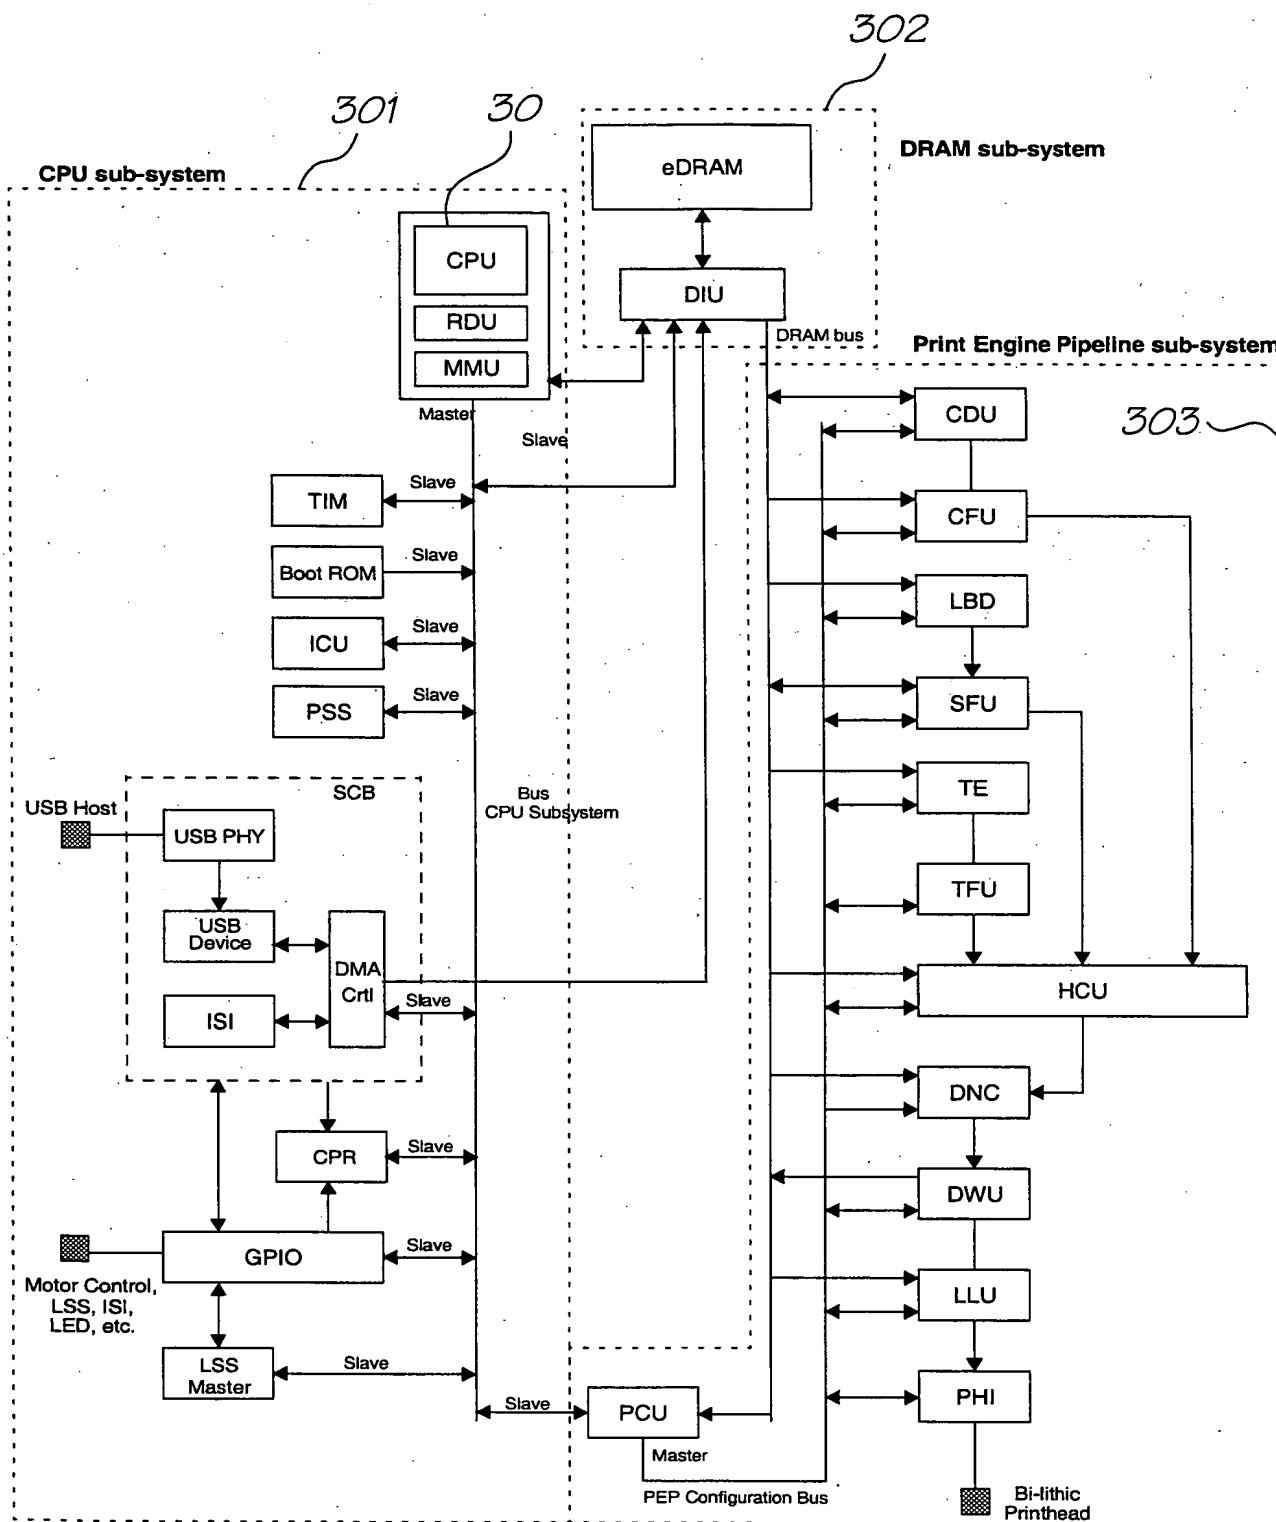 302
301
30
CPU sub-system
DRAM sub-system
eDRAM
CPU
RDU
MMU
DIU
DRAM bus
Print Engine Pipeline sub-system
Master
Slave
303
CDU
TIM
Slave
CFU
Boot ROM
Slave
LBD
ICU
Slave
PSS
Slave
SFU
SCB
Bus
CPU Subsystem
TE
USB Host
USB PHY
TFU
USB
Device
DMA
Crtl
Slave
ISI
HCU
DNC
CPR
Slave
DWU
GPIO
Slave
Motor Control,
LSS, ISI,
LED, etc.
LLU
LSS
Master
Slave
Slave
PCU
PHI
Master
PEP Configuration Bus
Bi-lithic
Printhead